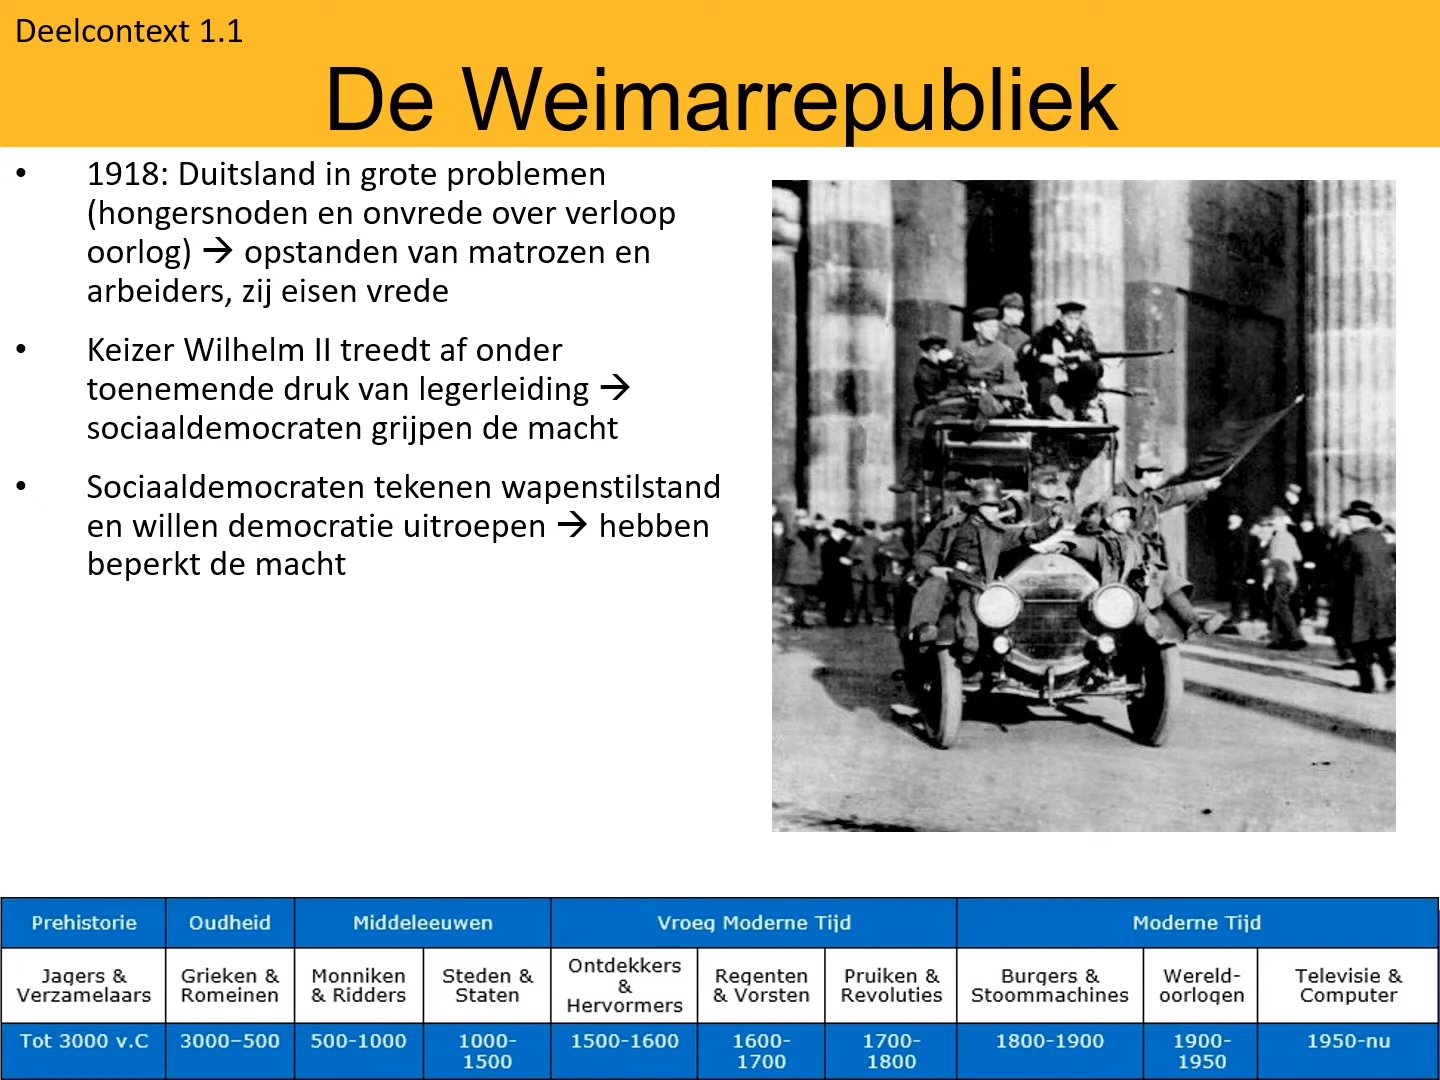 Deelcontext 1.1
De Weimarrepubliek
• 1918: Duitsland in grote problemen
(hongersnoden en onvrede over verloop
oorlog) → opstanden van matrozen en
arbeiders, zij eisen vrede
• Keizer Wilhelm II treedt af onder
toenemende druk van legerleiding →
sociaaldemocraten grijpen de macht
• Sociaaldemocraten tekenen wapenstilstand
en willen democratie uitroepen → hebben
beperkt de macht
Prehistorie Oudheid Middeleeuwen Vroeg Moderne Tijd Moderne Tijd
Jagers &
Verzamelaars
Grieken &
Romeinen
Monniken
& Ridders
Steden &
Staten
Ontdekkers
&
Hervormers
Regenten
& Vorsten
Pruiken &
Revoluties
Burgers &
Stoommachines
Wereld-
oorlogen
Televisie &
Computer
Tot 3000 v.C
3000–500
500-1000
1000-
1500
1500-1600
1600-
1700
1700-
1800
1800-1900
1900-
1950
1950-nu